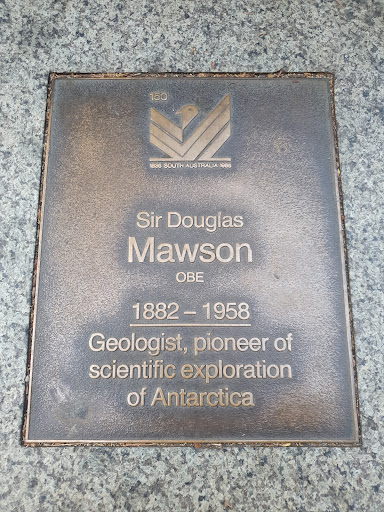 150
1836 SOUTH AUSTRALIA 1986
Sir Douglas
Mawson
OBE
1882 – 1958
Geologist, pioneer of
scientific exploration
of Antarctica